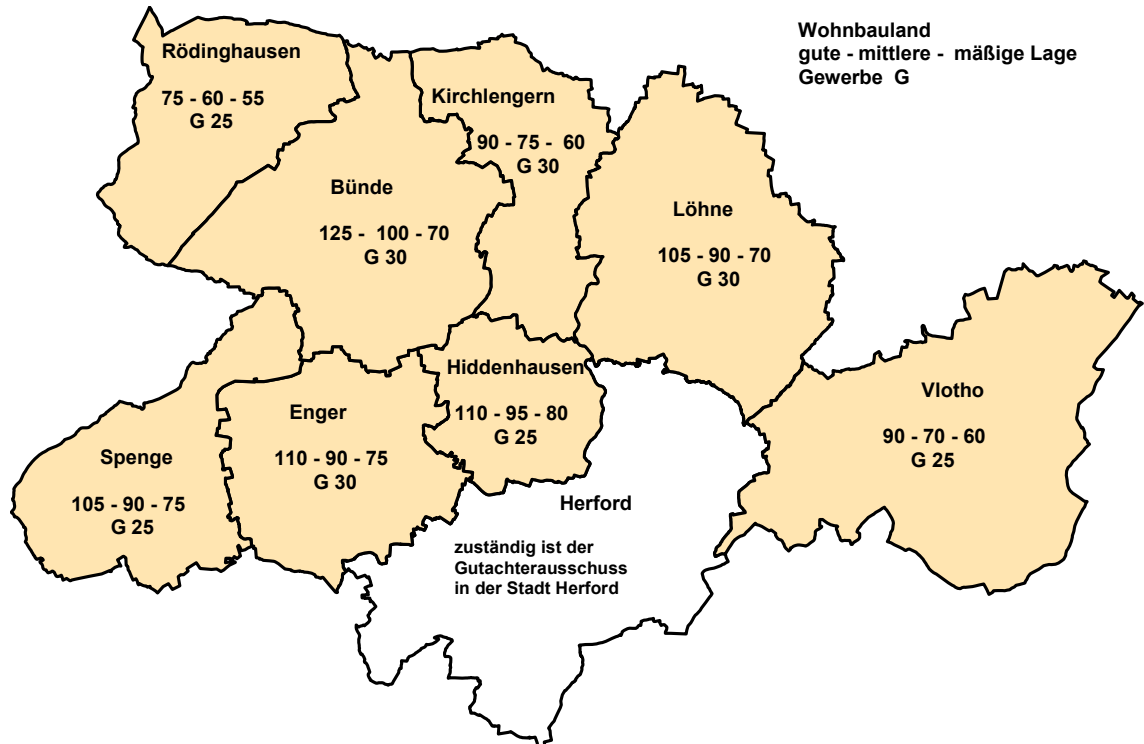 Wohnbauland
gute - mittlere - mäßige Lage
Gewerbe G
Rödinghausen
75 - 60 - 55
G 25
Kirchlengern
90 - 75 - 60
G 30
Bünde
125 - 100 - 70
G 30
Löhne
105 - 90 - 70
G 30
Hiddenhausen
110 - 95 - 80
G 25
Vlotho
90 - 70 - 60
G 25
Enger
110 - 90 - 75
G 30
Spenge
105 - 90 - 75
G 25
Herford
zuständig ist der
Gutachterausschuss
in der Stadt Herford